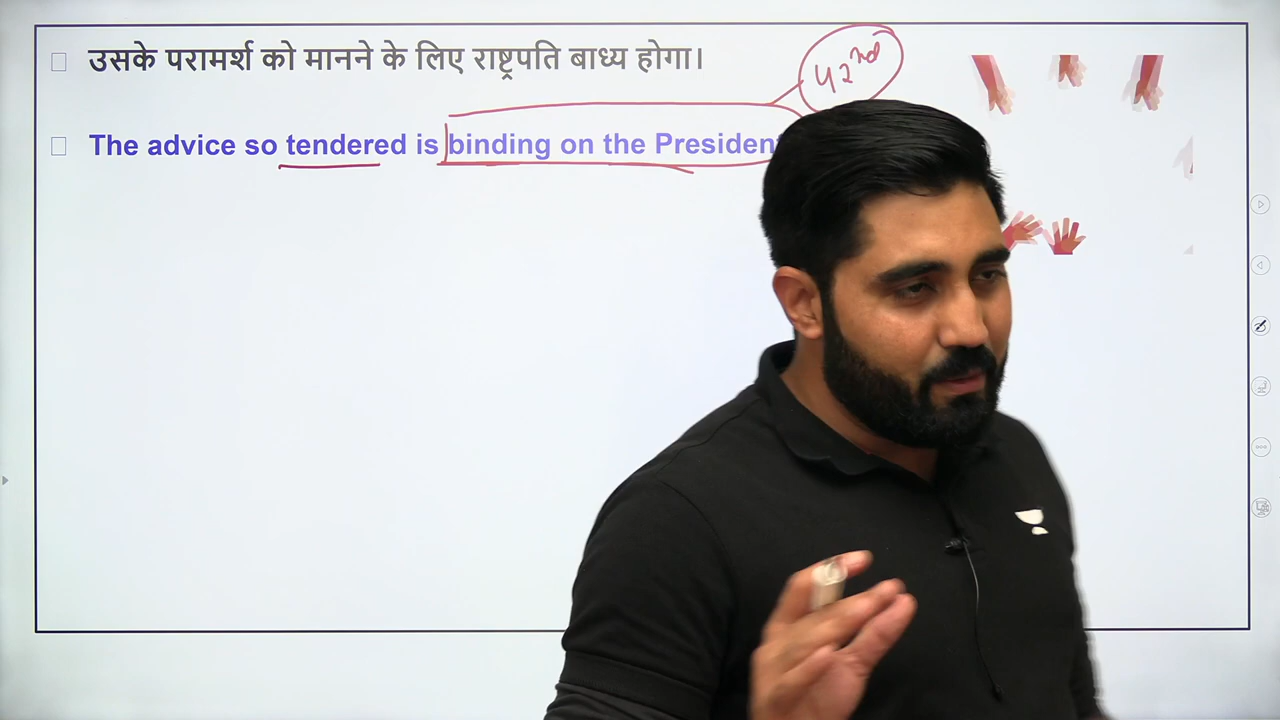 उसके परामर्श को मानने के लिए राष्ट्रपति बाध्य होगा।
42nd
The advice so tendered is binding on the President